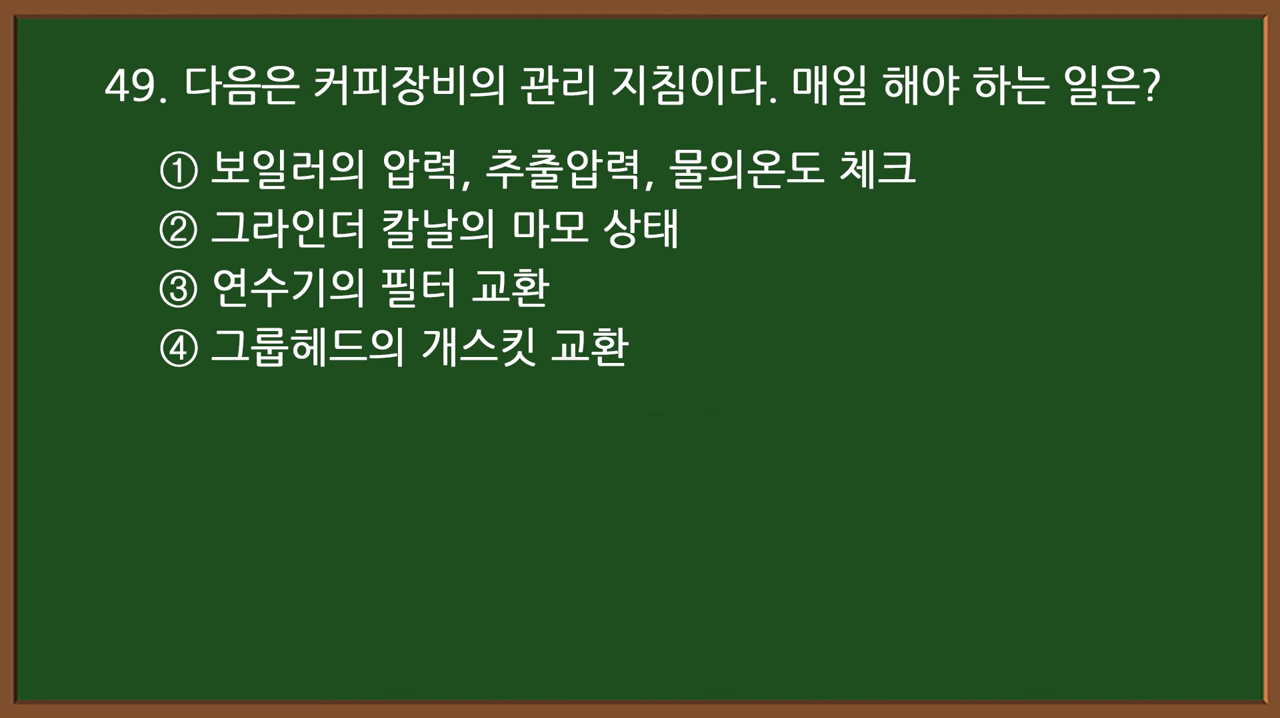 49. 다음은 커피장비의 관리 지침이다. 매일 해야 하는 일은?
① 보일러의 압력, 추출압력, 물의온도 체크
② 그라인더 칼날의 마모 상태
③ 연수기의 필터 교환
④ 그룹헤드의 개스킷 교환